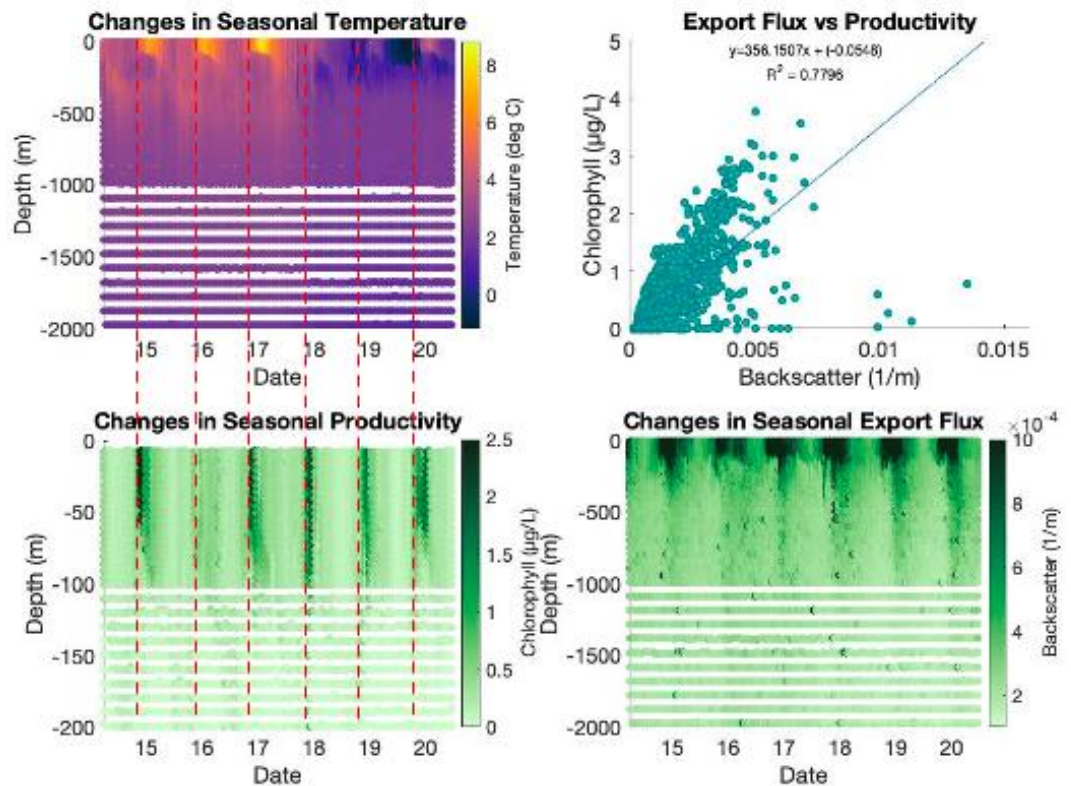 Changes in Seasonal Temperature
0
-500
-1000
-1500
-2000
Depth (m)
15 16 17 18 19 20
Date
8
6
4
2
0
Temperature (deg C)
Export Flux vs Productivity
y=356.1507x + (-0.0548)
R² = 0.7796
5
4
3
2
1
0
Chlorophyll (µg/L)
0 0.005 0.01 0.015
Backscatter (1/m)
Changes in Seasonal Productivity
0
-50
-100
-150
-200
Depth (m)
15 16 17 18 19 20
Date
2.5
2
1.5
1
0.5
0
Chlorophyll (µg/L)
Changes in Seasonal Export Flux
0
-500
-1000
-1500
-2000
Depth (m)
15 16 17 18 19 20
Date
×10⁻⁴
10
8
6
4
2
Backscatter (1/m)